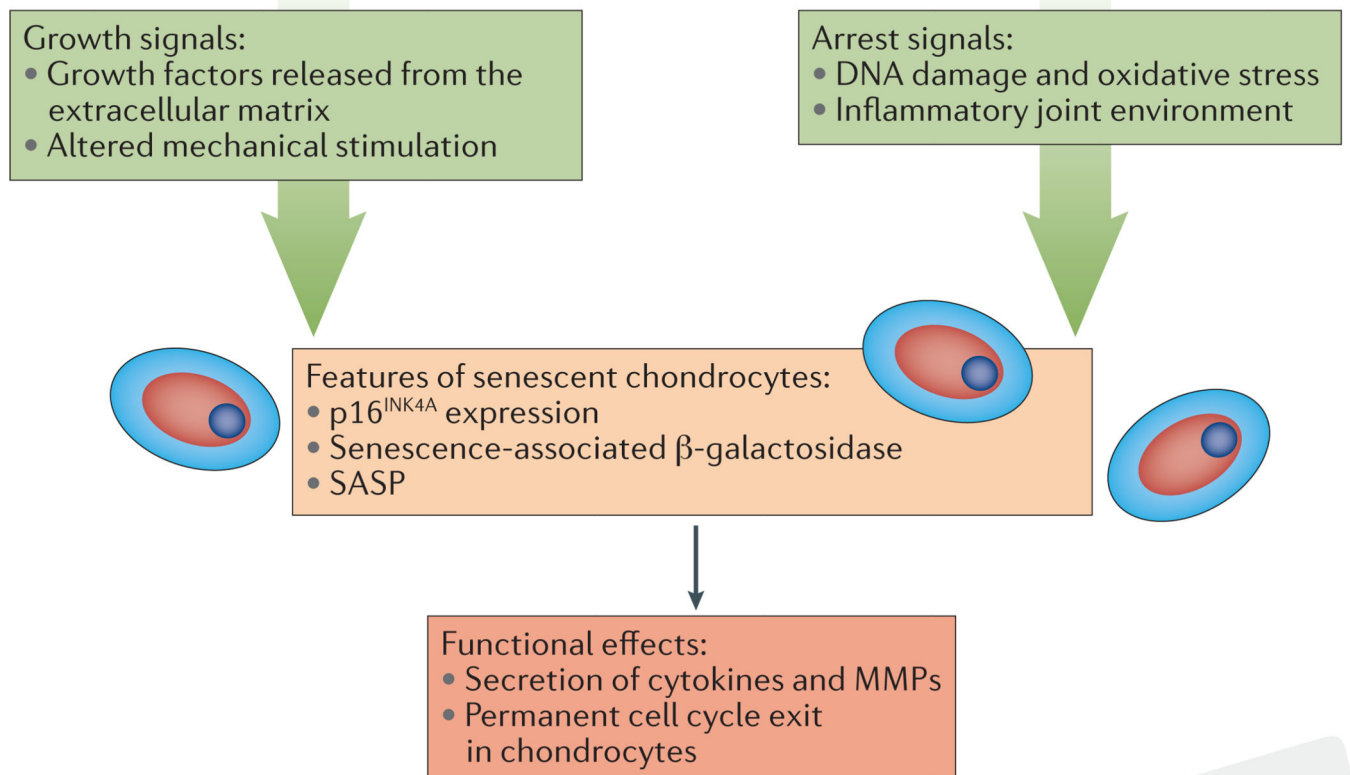 Growth signals:
• Growth factors released from the
extracellular matrix
• Altered mechanical stimulation
Arrest signals:
• DNA damage and oxidative stress
• Inflammatory joint environment
Features of senescent chondrocytes:
• p16^INK4A expression
• Senescence-associated β-galactosidase
• SASP
Functional effects:
• Secretion of cytokines and MMPs
• Permanent cell cycle exit
in chondrocytes